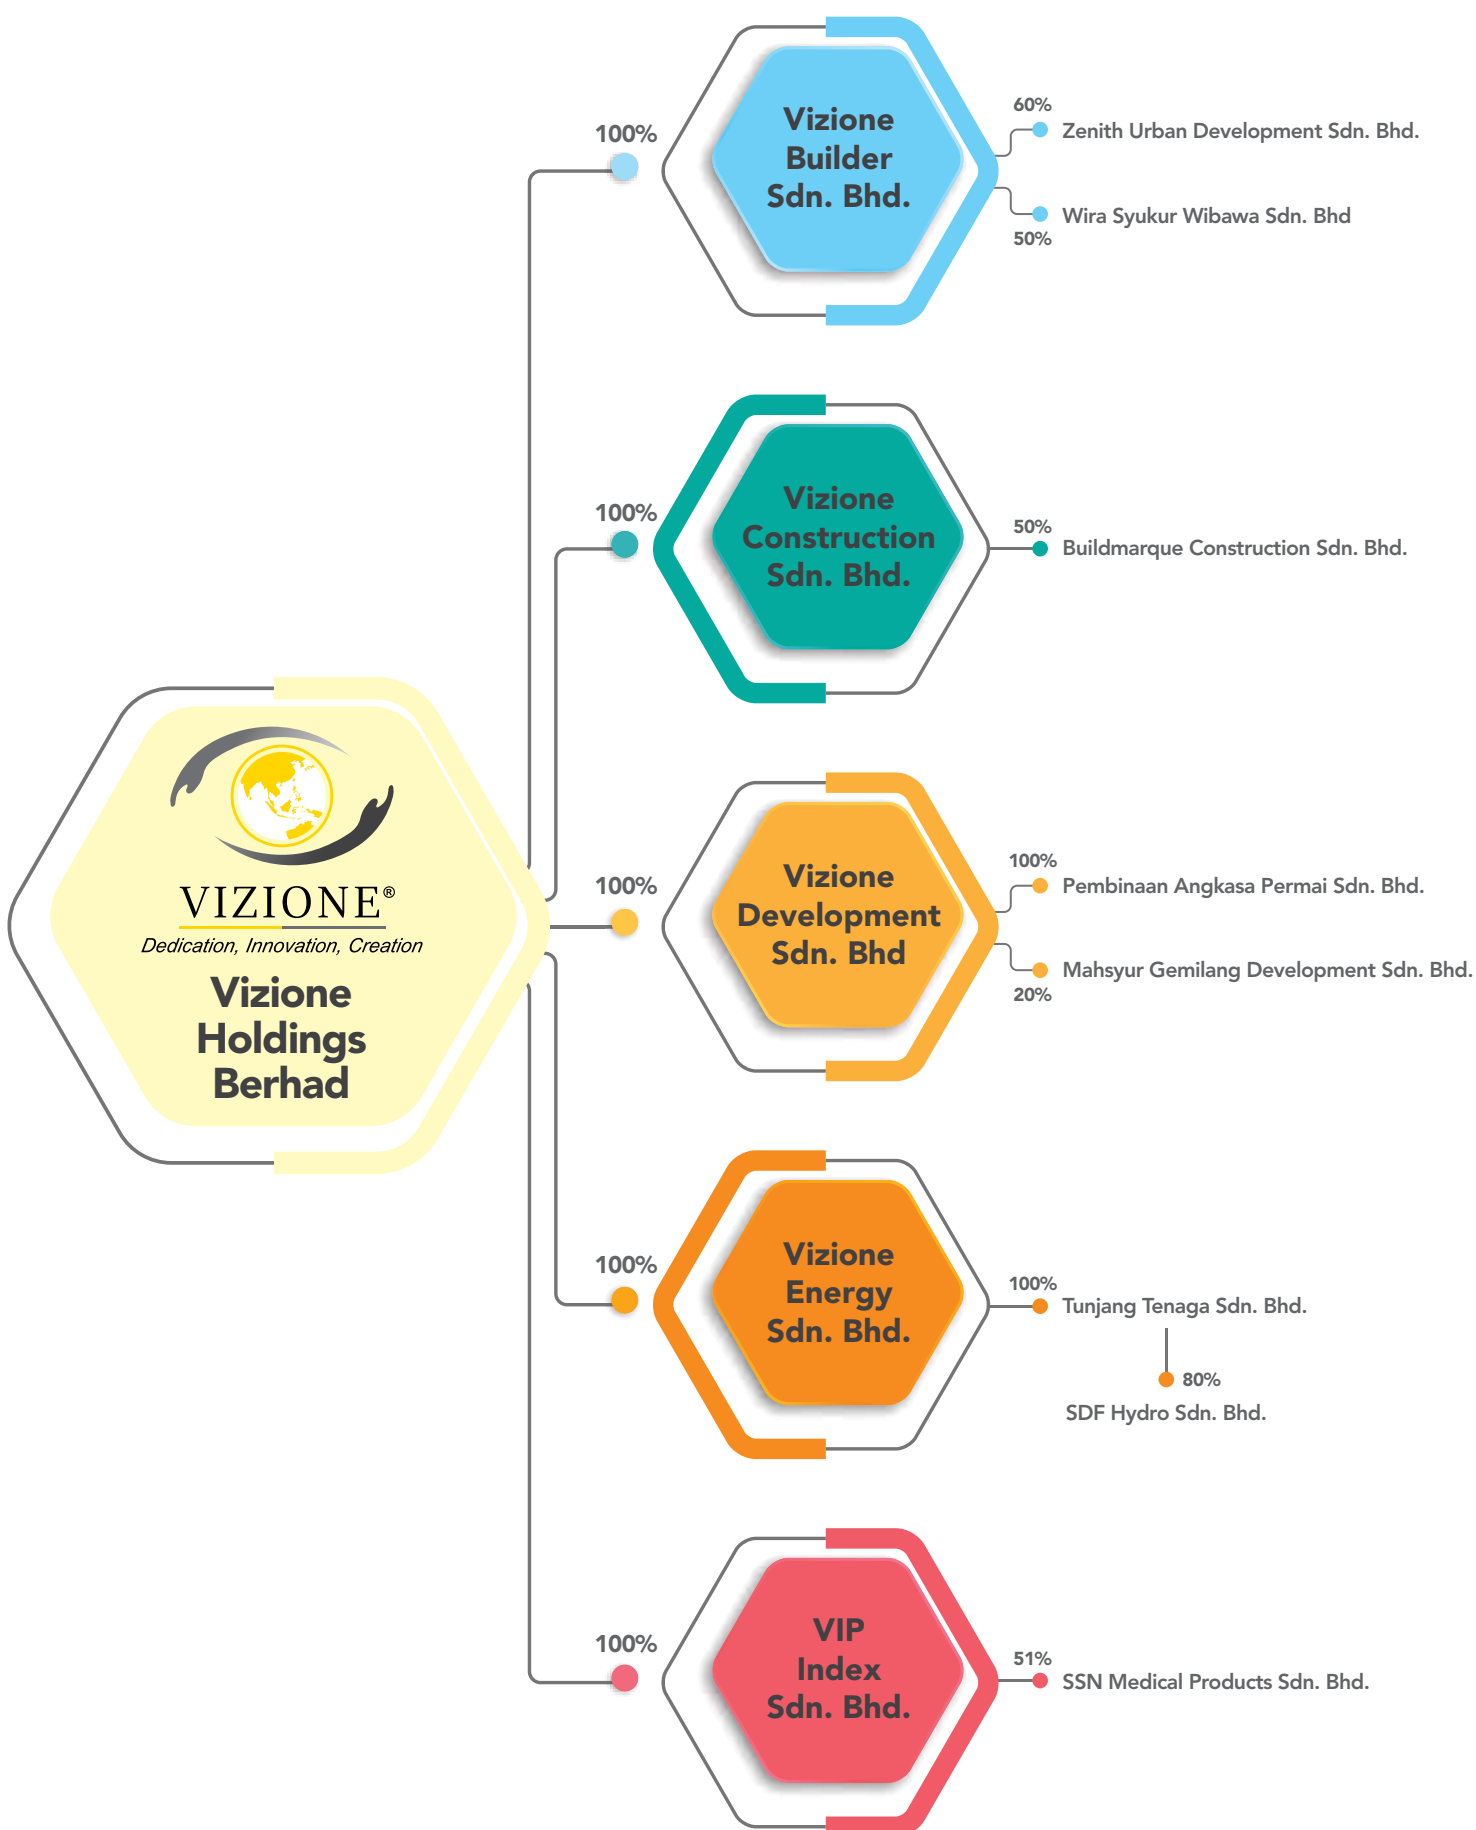 100%
Vizione
Builder
Sdn. Bhd.
60%
Zenith Urban Development Sdn. Bhd.
Wira Syukur Wibawa Sdn. Bhd
50%
100%
Vizione
Construction
Sdn. Bhd.
50%
Buildmarque Construction Sdn. Bhd.
VIZIONE®
Dedication, Innovation, Creation
Vizione
Holdings
Berhad
100%
Vizione
Development
Sdn. Bhd
100%
Pembinaan Angkasa Permai Sdn. Bhd.
Mahsyur Gemilang Development Sdn. Bhd.
20%
100%
Vizione
Energy
Sdn. Bhd.
100%
Tunjang Tenaga Sdn. Bhd.
80%
SDF Hydro Sdn. Bhd.
100%
VIP
Index
Sdn. Bhd.
51%
SSN Medical Products Sdn. Bhd.